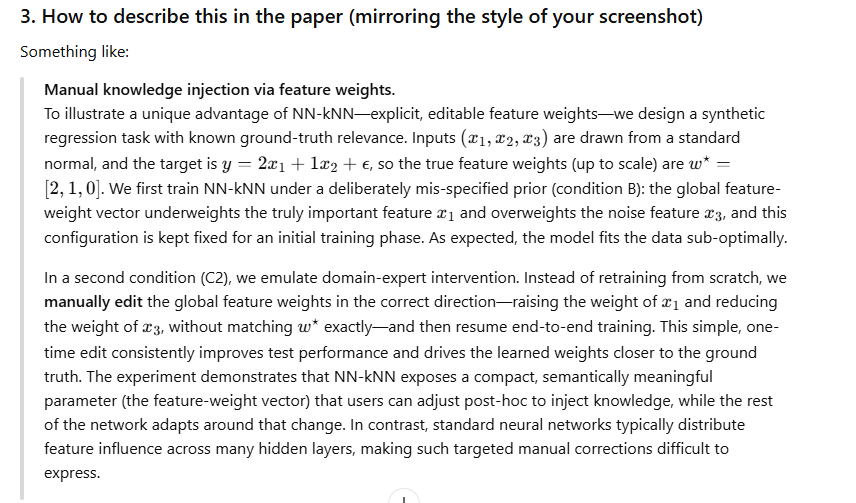 3. How to describe this in the paper (mirroring the style of your screenshot)
Something like:
Manual knowledge injection via feature weights.
To illustrate a unique advantage of NN-kNN—explicit, editable feature weights—we design a synthetic
regression task with known ground-truth relevance. Inputs (x₁, x₂, x₃) are drawn from a standard
normal, and the target is y = 2x₁ + 1x₂ + ϵ, so the true feature weights (up to scale) are w⋆ =
[2, 1, 0]. We first train NN-kNN under a deliberately mis-specified prior (condition B): the global feature-
weight vector underweights the truly important feature x₁ and overweights the noise feature x₃, and this
configuration is kept fixed for an initial training phase. As expected, the model fits the data sub-optimally.
In a second condition (C2), we emulate domain-expert intervention. Instead of retraining from scratch, we
manually edit the global feature weights in the correct direction—raising the weight of x₁ and reducing
the weight of x₃, without matching w⋆ exactly—and then resume end-to-end training. This simple, one-
time edit consistently improves test performance and drives the learned weights closer to the ground
truth. The experiment demonstrates that NN-kNN exposes a compact, semantically meaningful
parameter (the feature-weight vector) that users can adjust post-hoc to inject knowledge, while the rest
of the network adapts around that change. In contrast, standard neural networks typically distribute
feature influence across many hidden layers, making such targeted manual corrections difficult to
express.